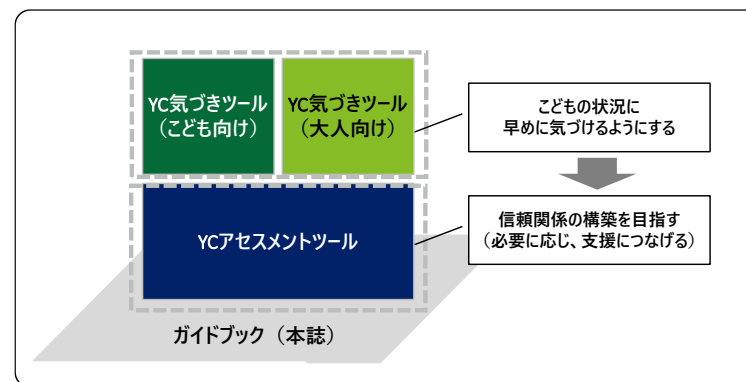 YC気づきツール
（こども向け）
YC気づきツール
（大人向け）
こどもの状況に
早めに気づけるようにする
YCアセスメントツール
信頼関係の構築を目指す
（必要に応じ、支援につなげる）
ガイドブック（本誌）